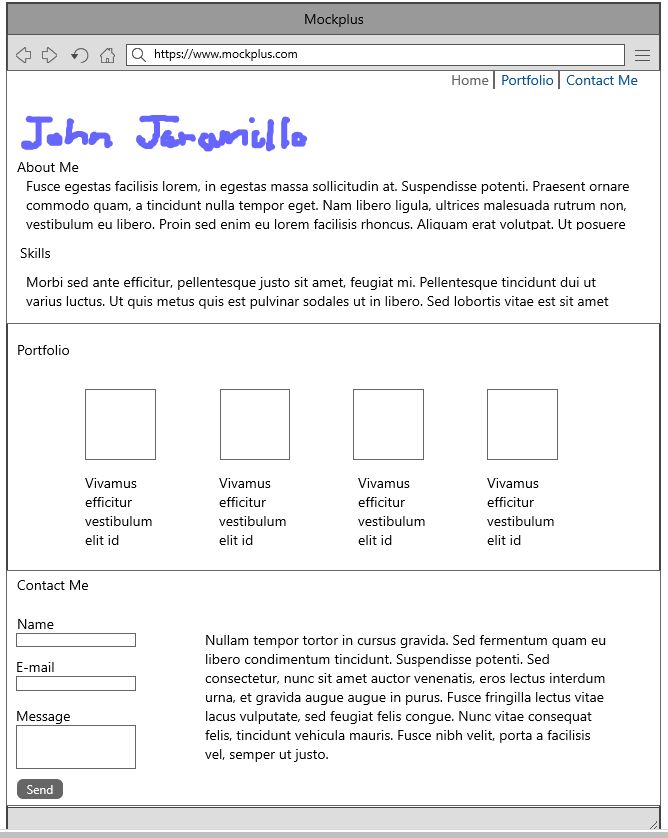 Mockplus
https://www.mockplus.com
Home Portfolio Contact Me
John Jaramillo
About Me
Fusce egestas facilisis lorem, in egestas massa sollicitudin at. Suspendisse potenti. Praesent ornare
commodo quam, a tincidunt nulla tempor eget. Nam libero ligula, ultrices malesuada rutrum non,
vestibulum eu libero. Proin sed enim eu lorem facilisis rhoncus. Aliquam erat volutpat. Ut posuere
Skills
Morbi sed ante efficitur, pellentesque justo sit amet, feugiat mi. Pellentesque tincidunt dui ut
varius luctus. Ut quis metus quis est pulvinar sodales ut in libero. Sed lobortis vitae est sit amet
Portfolio
Vivamus
efficitur
vestibulum
elit id
Vivamus
efficitur
vestibulum
elit id
Vivamus
efficitur
vestibulum
elit id
Vivamus
efficitur
vestibulum
elit id
Contact Me
Name
E-mail
Message
Send
Nullam tempor tortor in cursus gravida. Sed fermentum quam eu
libero condimentum tincidunt. Suspendisse potenti. Sed
consectetur, nunc sit amet auctor venenatis, eros lectus interdum
urna, et gravida augue augue in purus. Fusce fringilla lectus vitae
lacus vulputate, sed feugiat felis congue. Nunc vitae consequat
felis, tincidunt vehicula mauris. Fusce nibh velit, porta a facilisis
vel, semper ut justo.